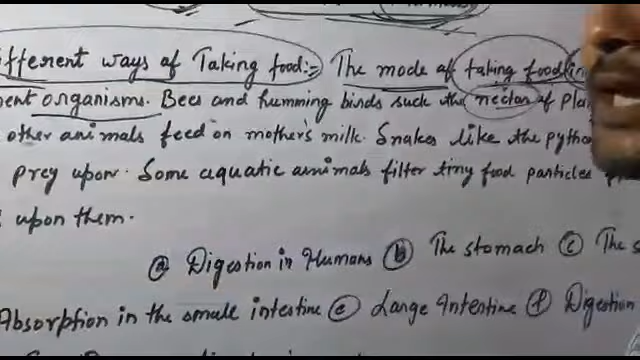 ifferent ways of Taking food:- The mode of taking food in
ent organisms. Bees and humming birds suck the nectar of plan
other animals feed on mother's milk. Snakes like the python
prey upon. Some aquatic animals filter tiny food particles
upon them.
(a) Digestion in Humans (b) The stomach (c) The s
Absorption in the small intestine (e) Large Intestine (f) Digestion